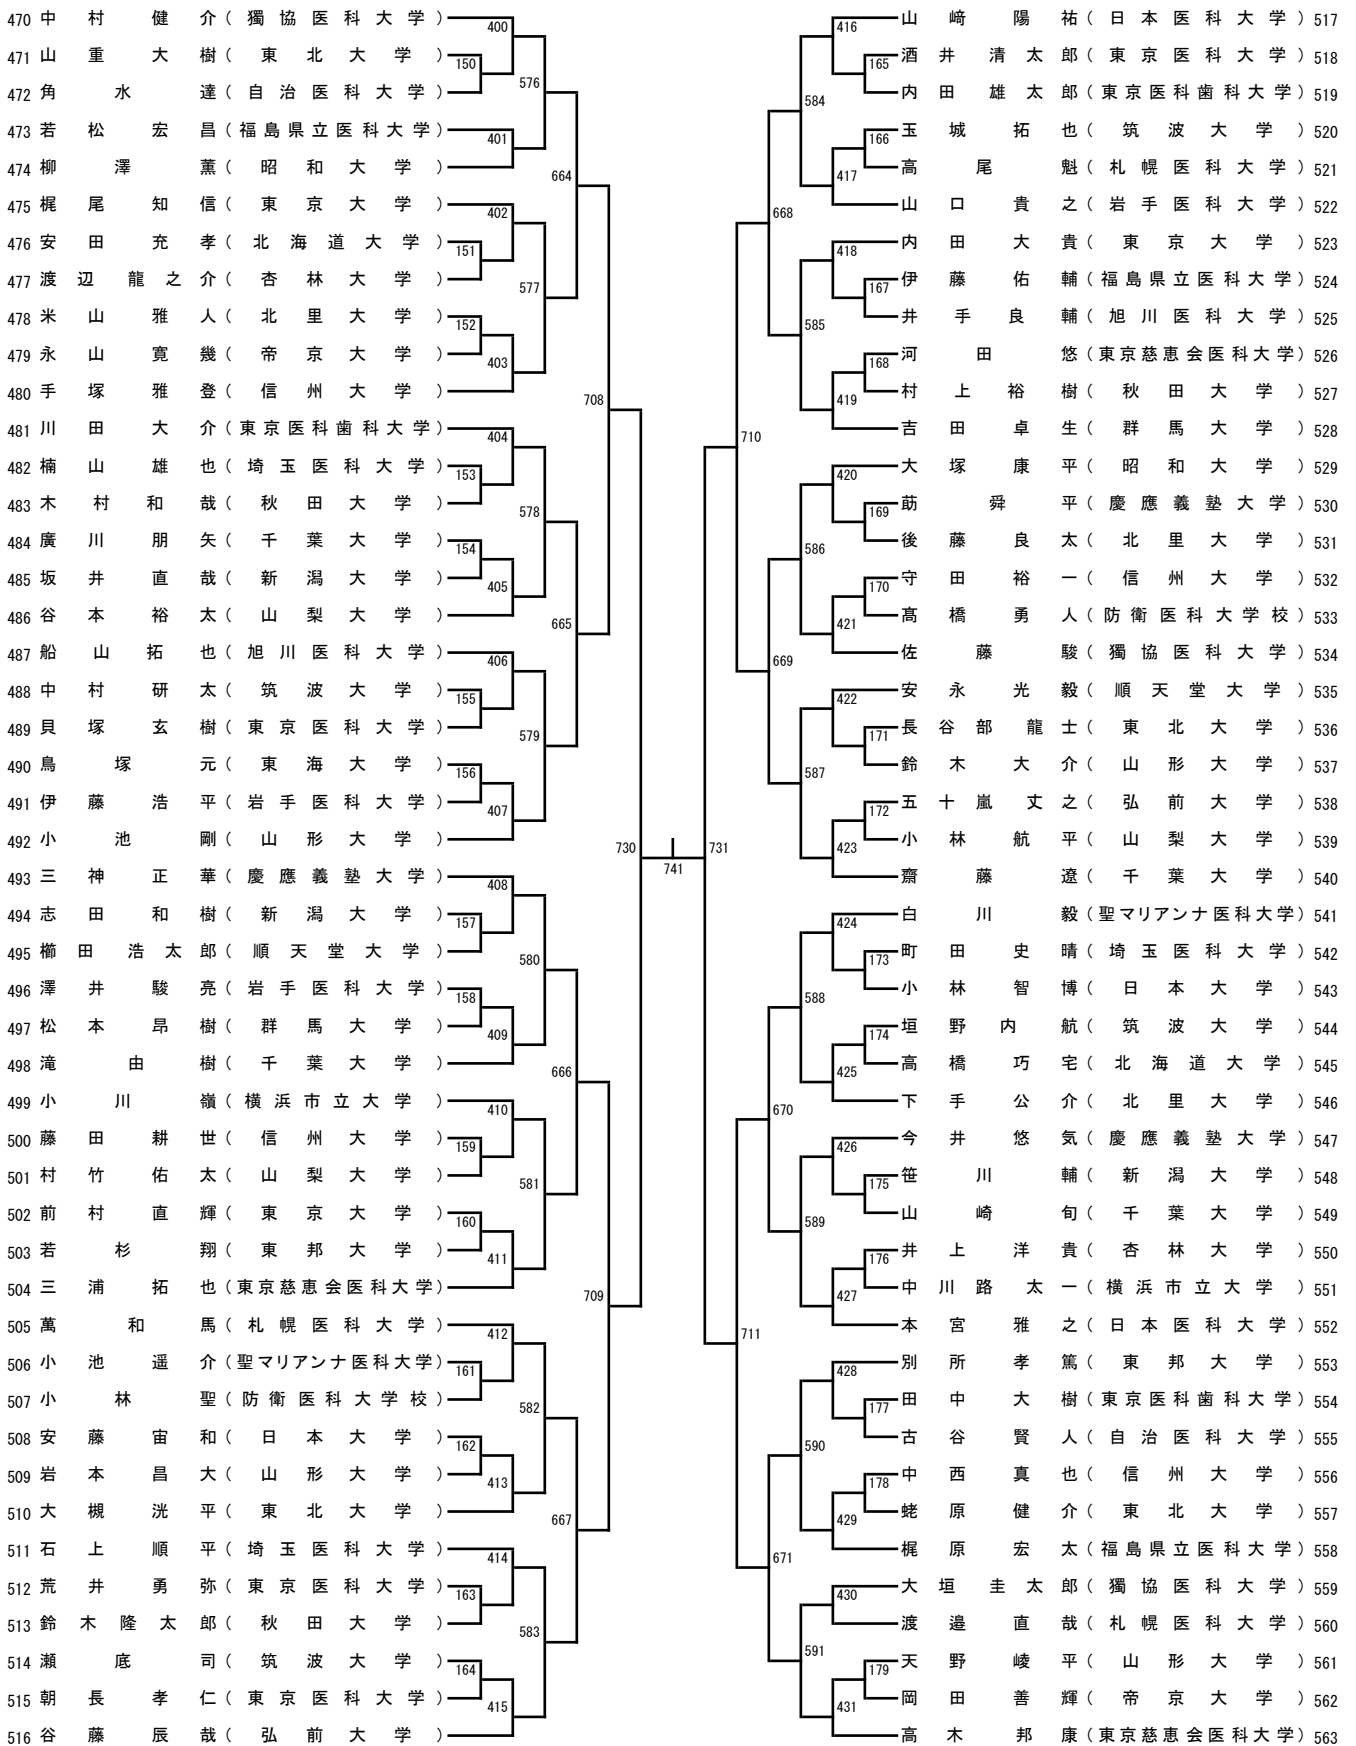 470 中村健介(獨協医科大学)
471 山重大樹(東北大学)
472 角水達(自治医科大学)
473 若松宏昌(福島県立医科大学)
474 柳澤薫(昭和大学)
475 梶尾知信(東京大学)
476 安田充孝(北海道大学)
477 渡辺龍之介(杏林大学)
478 米山雅人(北里大学)
479 永山寛幾(帝京大学)
480 手塚雅登(信州大学)
481 川田大介(東京医科歯科大学)
482 楠山雄也(埼玉医科大学)
483 木村和哉(秋田大学)
484 廣川朋矢(千葉大学)
485 坂井直哉(新潟大学)
486 谷本裕太(山梨大学)
487 船山拓也(旭川医科大学)
488 中村研太(筑波大学)
489 貝塚玄樹(東京医科大学)
490 鳥塚元(東海大学)
491 伊藤浩平(岩手医科大学)
492 小池剛(山形大学)
493 三神正華(慶應義塾大学)
494 志田和樹(新潟大学)
495 櫛田浩太郎(順天堂大学)
496 澤井駿亮(岩手医科大学)
497 松本昂樹(群馬大学)
498 滝由樹(千葉大学)
499 小川嶺(横浜市立大学)
500 藤田耕世(信州大学)
501 村竹佑太(山梨大学)
502 前村直輝(東京大学)
503 若杉翔(東邦大学)
504 三浦拓也(東京慈恵会医科大学)
505 萬和馬(札幌医科大学)
506 小池遥介(聖マリアンナ医科大学)
507 小林聖(防衛医科大学校)
508 安藤宙和(日本大学)
509 岩本昌大(山形大学)
510 大槻洸平(東北大学)
511 石上順平(埼玉医科大学)
512 荒井勇弥(東京医科大学)
513 鈴木隆太郎(秋田大学)
514 瀬底司(筑波大学)
515 朝長孝仁(東京医科大学)
516 谷藤辰哉(弘前大学)
400
150
576
401
664
402
151
577
152
403
708
404
153
578
154
405
665
406
155
579
156
407
730
408
157
580
158
409
666
410
159
581
160
411
709
412
161
582
162
413
667
414
163
583
164
415
741
731
416
165
584
166
417
668
418
167
585
168
419
710
420
169
586
170
421
669
422
171
587
172
423
424
173
588
174
425
670
426
175
589
176
427
711
428
177
590
178
429
671
430
591
179
431
山﨑陽祐(日本医科大学)517
酒井清太郎(東京医科大学)518
内田雄太郎(東京医科歯科大学)519
玉城拓也(筑波大学)520
高尾魁(札幌医科大学)521
山口貴之(岩手医科大学)522
内田大貴(東京大学)523
伊藤佑輔(福島県立医科大学)524
井手良輔(旭川医科大学)525
河田悠(東京慈恵会医科大学)526
村上裕樹(秋田大学)527
吉田卓生(群馬大学)528
大塚康平(昭和大学)529
莇舜平(慶應義塾大学)530
後藤良太(北里大学)531
守田裕一(信州大学)532
髙橋勇人(防衛医科大学校)533
佐藤駿(獨協医科大学)534
安永光毅(順天堂大学)535
長谷部龍士(東北大学)536
鈴木大介(山形大学)537
五十嵐丈之(弘前大学)538
小林航平(山梨大学)539
齋藤遼(千葉大学)540
白川毅(聖マリアンナ医科大学)541
町田史晴(埼玉医科大学)542
小林智博(日本大学)543
垣野内航(筑波大学)544
高橋巧宅(北海道大学)545
下手公介(北里大学)546
今井悠気(慶應義塾大学)547
笹川輔(新潟大学)548
山崎旬(千葉大学)549
井上洋貴(杏林大学)550
中川路太一(横浜市立大学)551
本宮雅之(日本医科大学)552
別所孝篤(東邦大学)553
田中大樹(東京医科歯科大学)554
古谷賢人(自治医科大学)555
中西真也(信州大学)556
蛯原健介(東北大学)557
梶原宏太(福島県立医科大学)558
大垣圭太郎(獨協医科大学)559
渡邉直哉(札幌医科大学)560
天野崚平(山形大学)561
岡田善輝(帝京大学)562
高木邦康(東京慈恵会医科大学)563